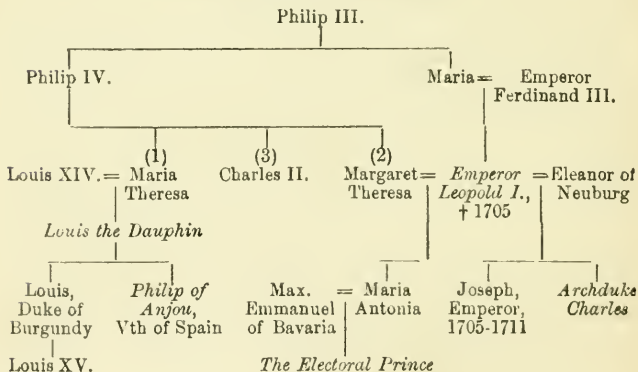 Philip III.
Philip IV. Maria= Emperor
Ferdinand III.
(1) (3) (2)
Louis XIV.= Maria Charles II. Margaret= Emperor =Eleanor of
Theresa Theresa Leopold I., Neuburg
† 1705
Louis the Dauphin
Louis, Philip of Max. = Maria Joseph, Archduke
Duke of Anjou, Emmanuel Antonia Emperor, Charles
Burgundy Vth of Spain of Bavaria 1705-1711
Louis XV. The Electoral Prince